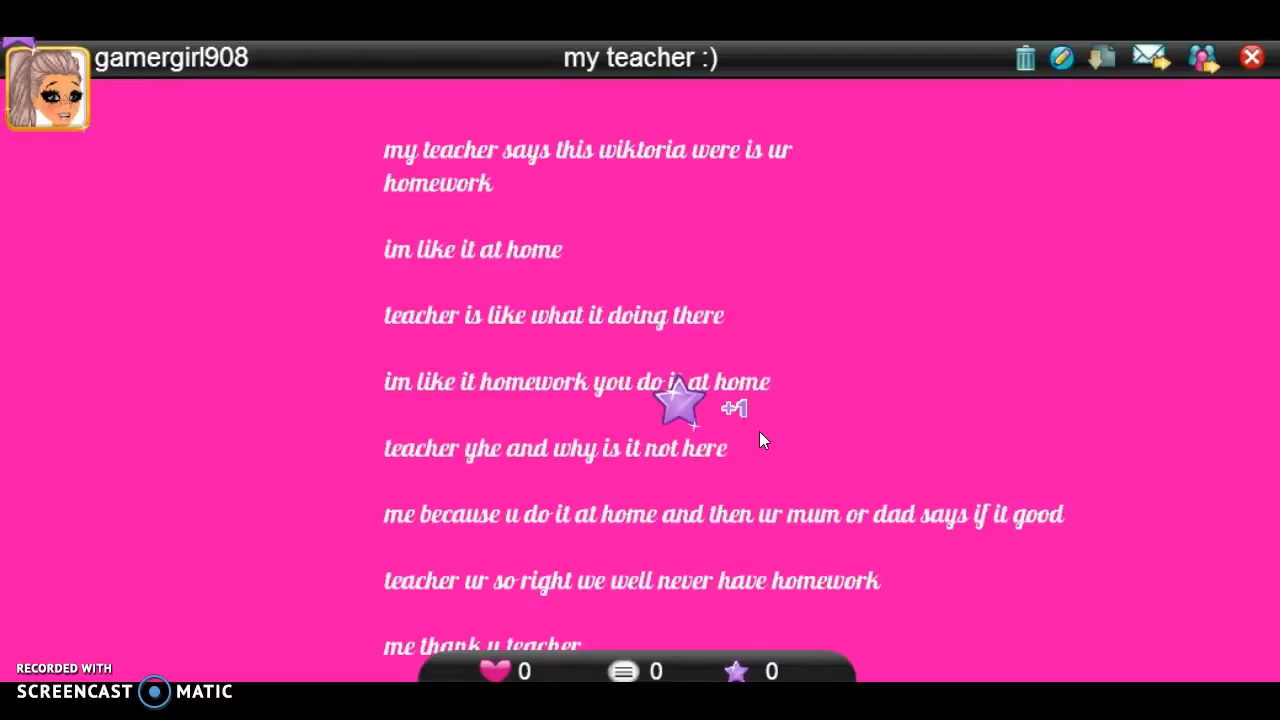 gamergirl908
my teacher :)
my teacher says this wiktoria were is ur
homework
im like it at home
teacher is like what it doing there
im like it homework you do it at home
+1
teacher yhe and why is it not here
me because u do it at home and then ur mum or dad says if it good
teacher ur so right we well never have homework
me thank u teacher
0
0
0
RECORDED WITH
SCREENCAST MATIC